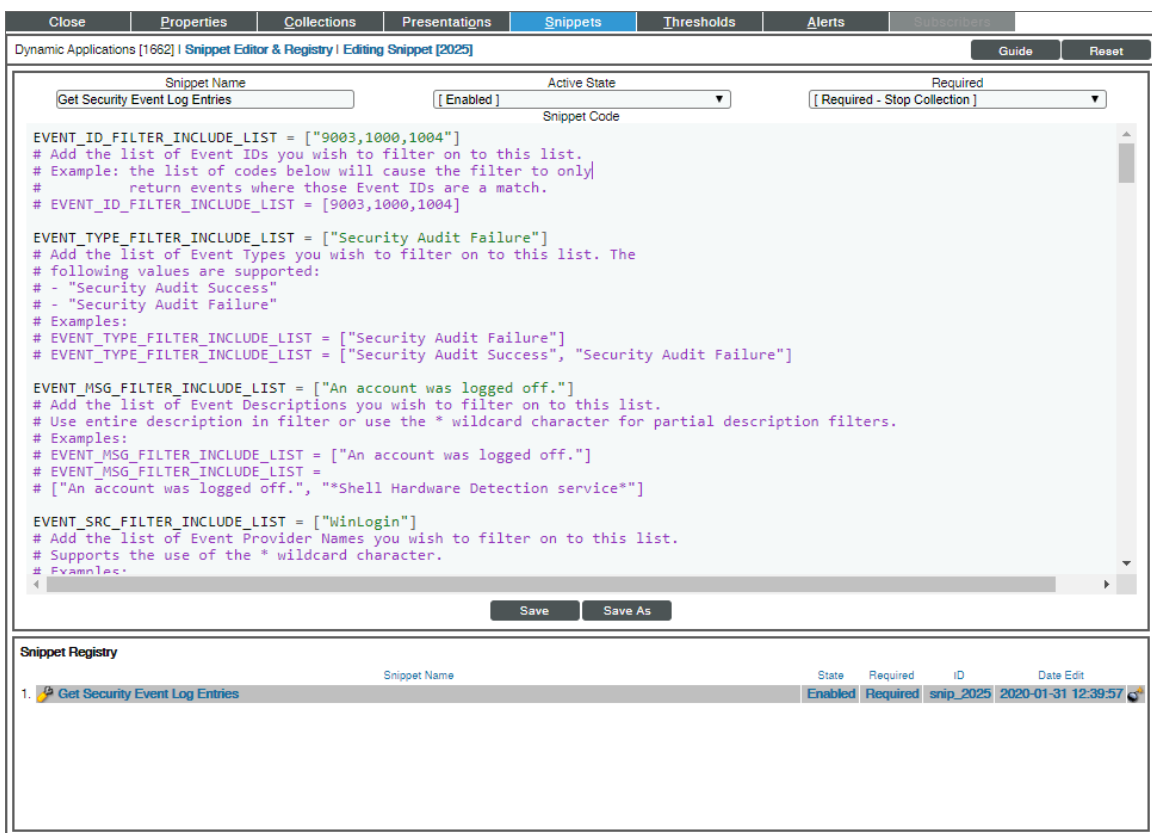 Close Properties Collections Presentations Snippets Thresholds Alerts Subscribers
Dynamic Applications [1662] | Snippet Editor & Registry | Editing Snippet [2025] Guide Reset
Snippet Name Active State Required
Get Security Event Log Entries [ Enabled ] [ Required - Stop Collection ]
Snippet Code
EVENT_ID_FILTER_INCLUDE_LIST = ["9003,1000,1004"]
# Add the list of Event IDs you wish to filter on to this list.
# Example: the list of codes below will cause the filter to only
# return events where those Event IDs are a match.
# EVENT_ID_FILTER_INCLUDE_LIST = [9003,1000,1004]
EVENT_TYPE_FILTER_INCLUDE_LIST = ["Security Audit Failure"]
# Add the list of Event Types you wish to filter on to this list. The
# following values are supported:
# - "Security Audit Success"
# - "Security Audit Failure"
# Examples:
# EVENT_TYPE_FILTER_INCLUDE_LIST = ["Security Audit Failure"]
# EVENT_TYPE_FILTER_INCLUDE_LIST = ["Security Audit Success", "Security Audit Failure"]
EVENT_MSG_FILTER_INCLUDE_LIST = ["An account was logged off."]
# Add the list of Event Descriptions you wish to filter on to this list.
# Use entire description in filter or use the * wildcard character for partial description filters.
# Examples:
# EVENT_MSG_FILTER_INCLUDE_LIST = ["An account was logged off."]
# EVENT_MSG_FILTER_INCLUDE_LIST =
# ["An account was logged off.", "*Shell Hardware Detection service*"]
EVENT_SRC_FILTER_INCLUDE_LIST = ["WinLogin"]
# Add the list of Event Provider Names you wish to filter on to this list.
# Supports the use of the * wildcard character.
# Examples:
Save Save As
Snippet Registry
Snippet Name State Required ID Date Edit
1. Get Security Event Log Entries Enabled Required snip_2025 2020-01-31 12:39:57